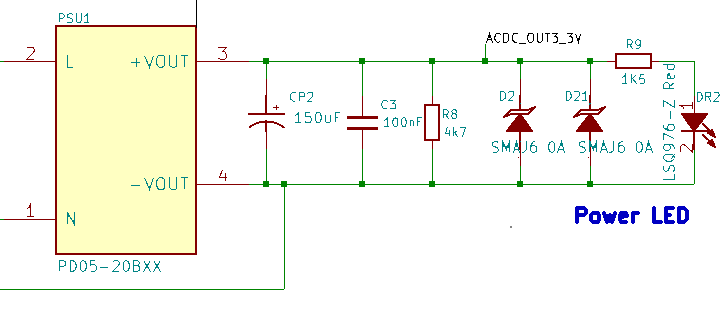 PSU1
2
L
+VOUT
3
ACDC_OUT3_3V
R9
1K5
CP2
+
150uF
C3
100nF
R8
4k7
D2
SMAJ6 0A
D21
SMAJ6 0A
LSQ976-Z Red
DR2
1
2
-VOUT
4
1
N
PD05-20BXX
Power LED